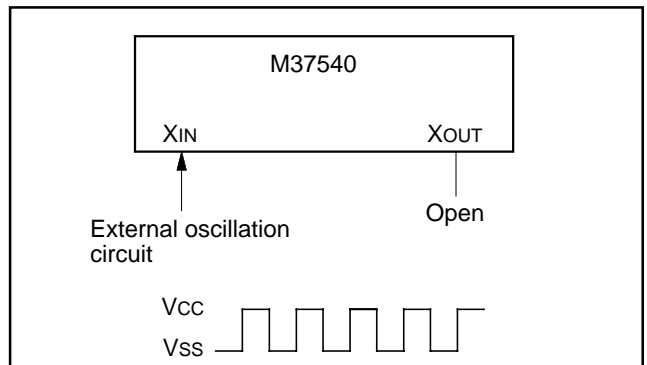 M37540
XIN XOUT
External oscillation
circuit
Open
VCC
VSS